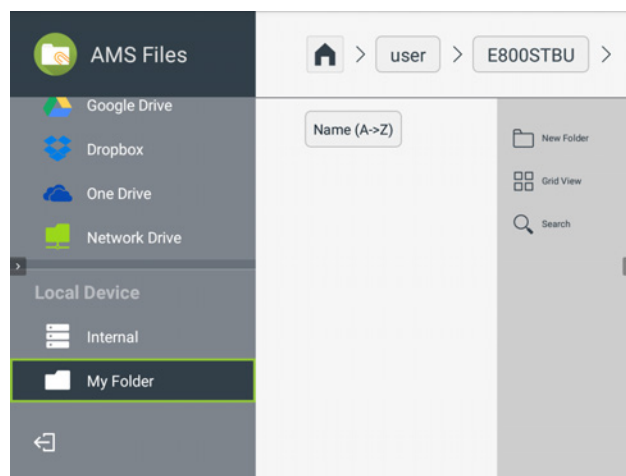 AMS Files
> user > E800STBU >
Google Drive
Dropbox
One Drive
Network Drive
Local Device
Internal
My Folder
Name (A->Z)
New Folder
Grid View
Search